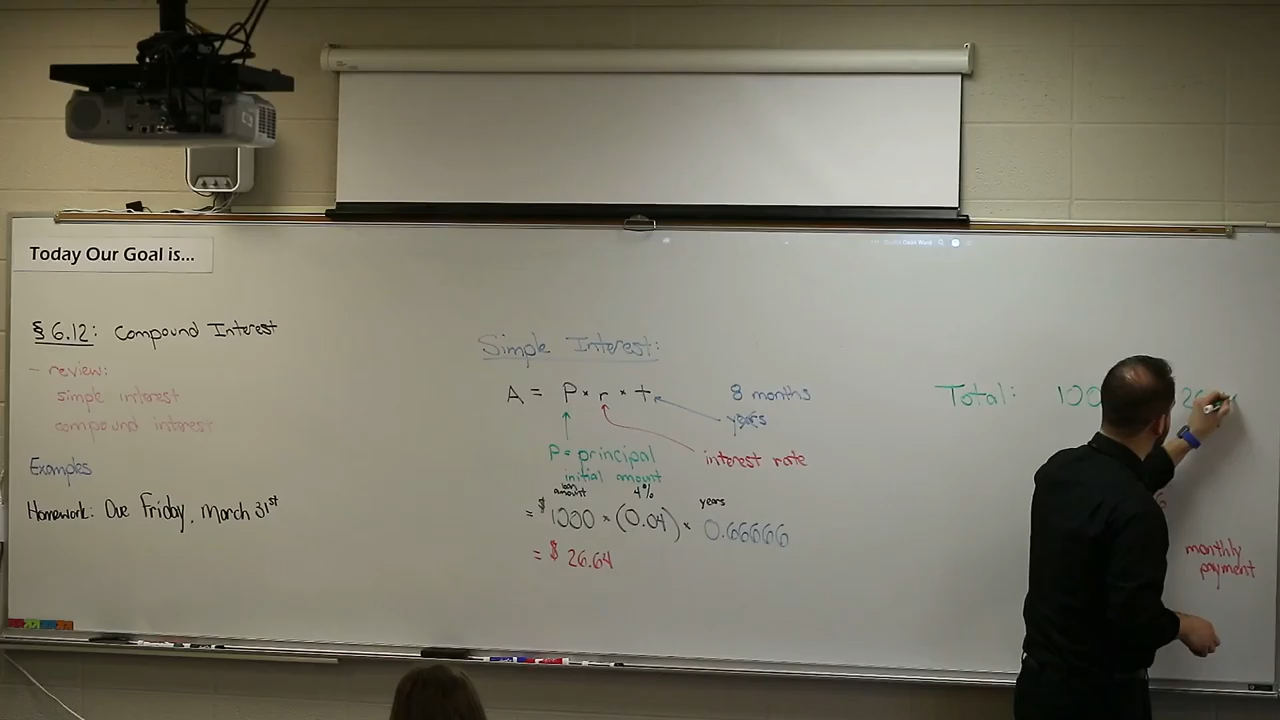 Today Our Goal is...
§ 6.12: Compound Interest
- review:
simple interest
compound interest
Examples
Homework: Due Friday, March 31st
Simple Interest:
A = P * r * t
8 months
years
P = principal
initial amount
interest rate
loan amount
4%
years
= $1000 * (0.04) * 0.66666
= $26.64
Total: 100
monthly
payment